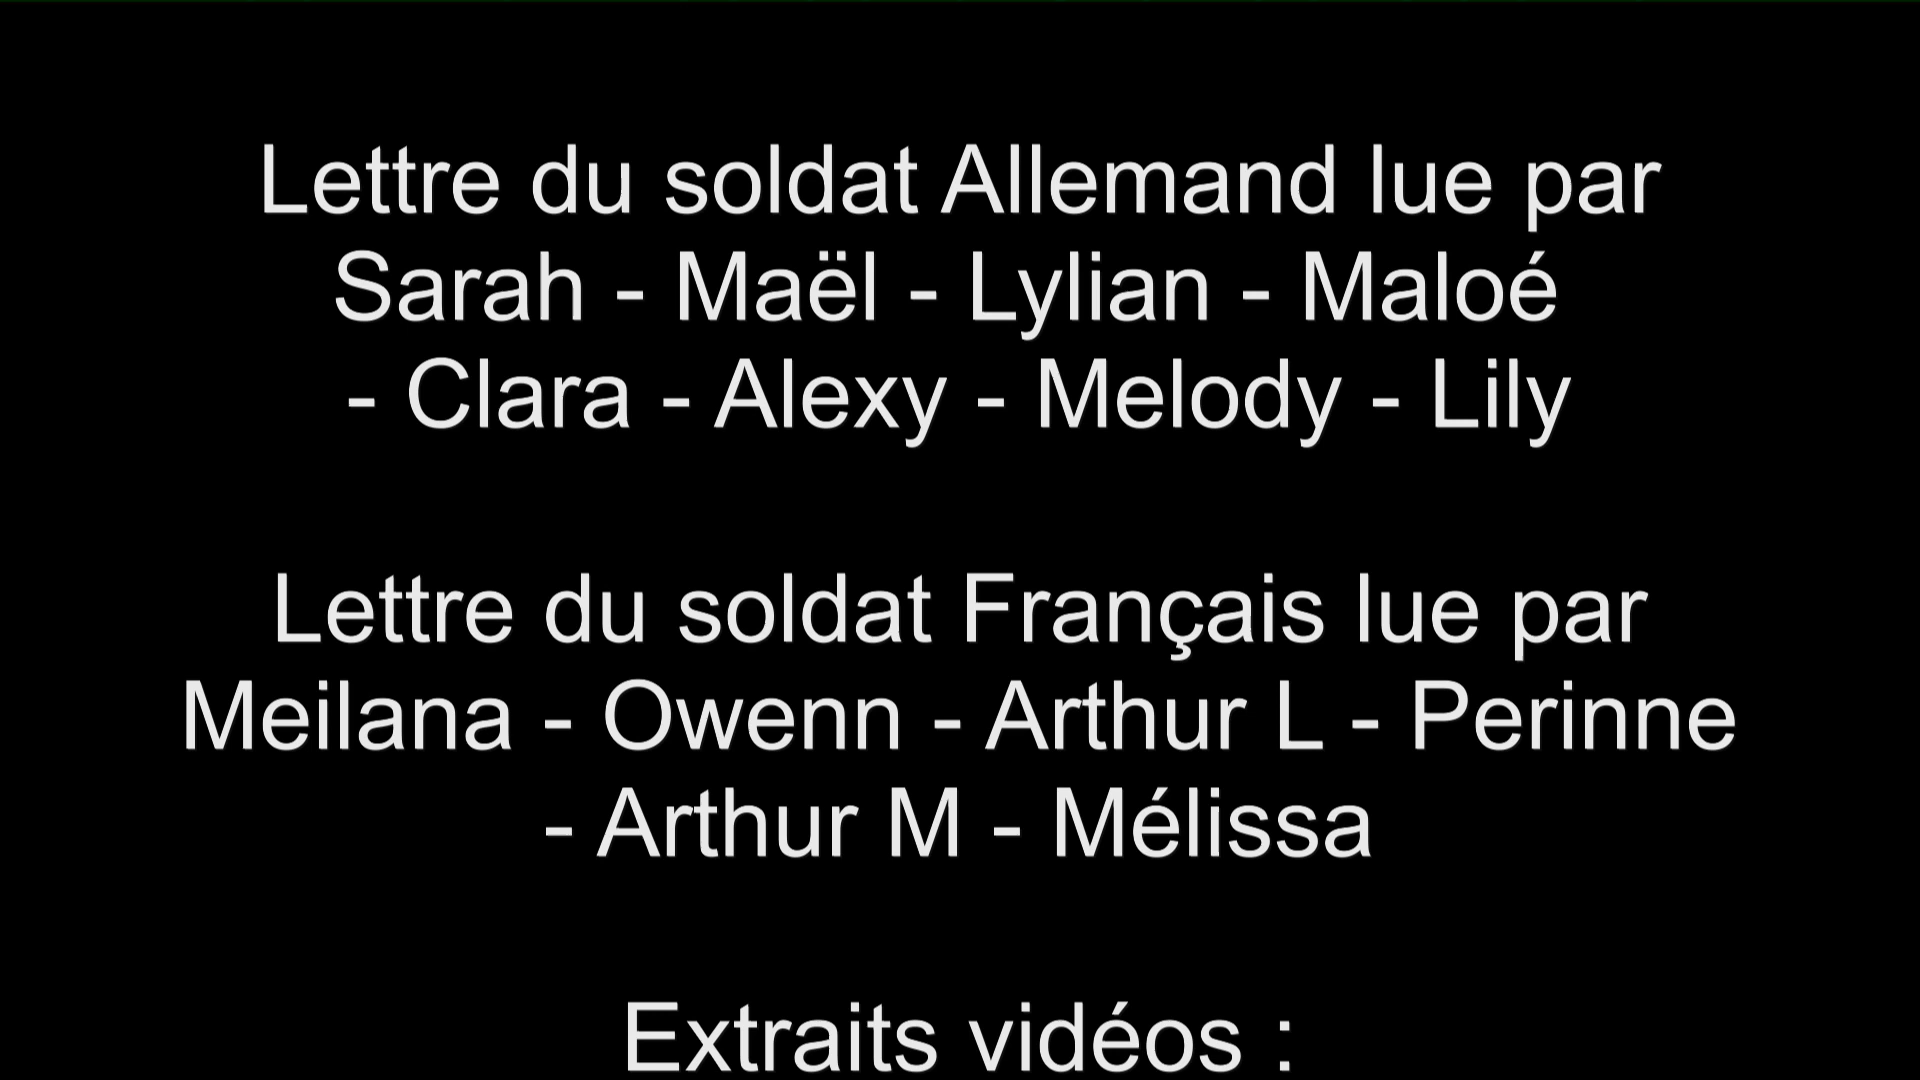 Lettre du soldat Allemand lue par
Sarah - Maël - Lylian - Maloé
- Clara - Alexy - Melody - Lily
Lettre du soldat Français lue par
Meilana - Owenn - Arthur L - Perinne
- Arthur M - Mélissa
Extraits vidéos :